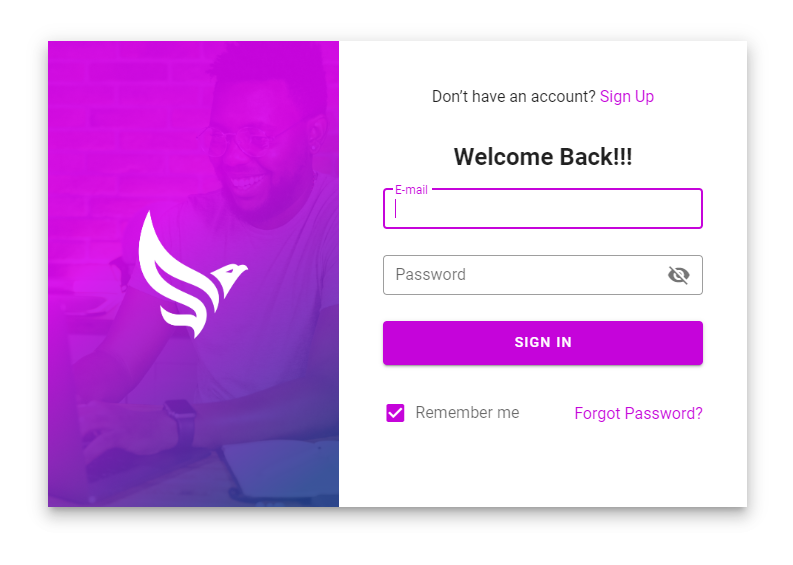 Don’t have an account? Sign Up
Welcome Back!!!
E-mail
Password
SIGN IN
Remember me Forgot Password?